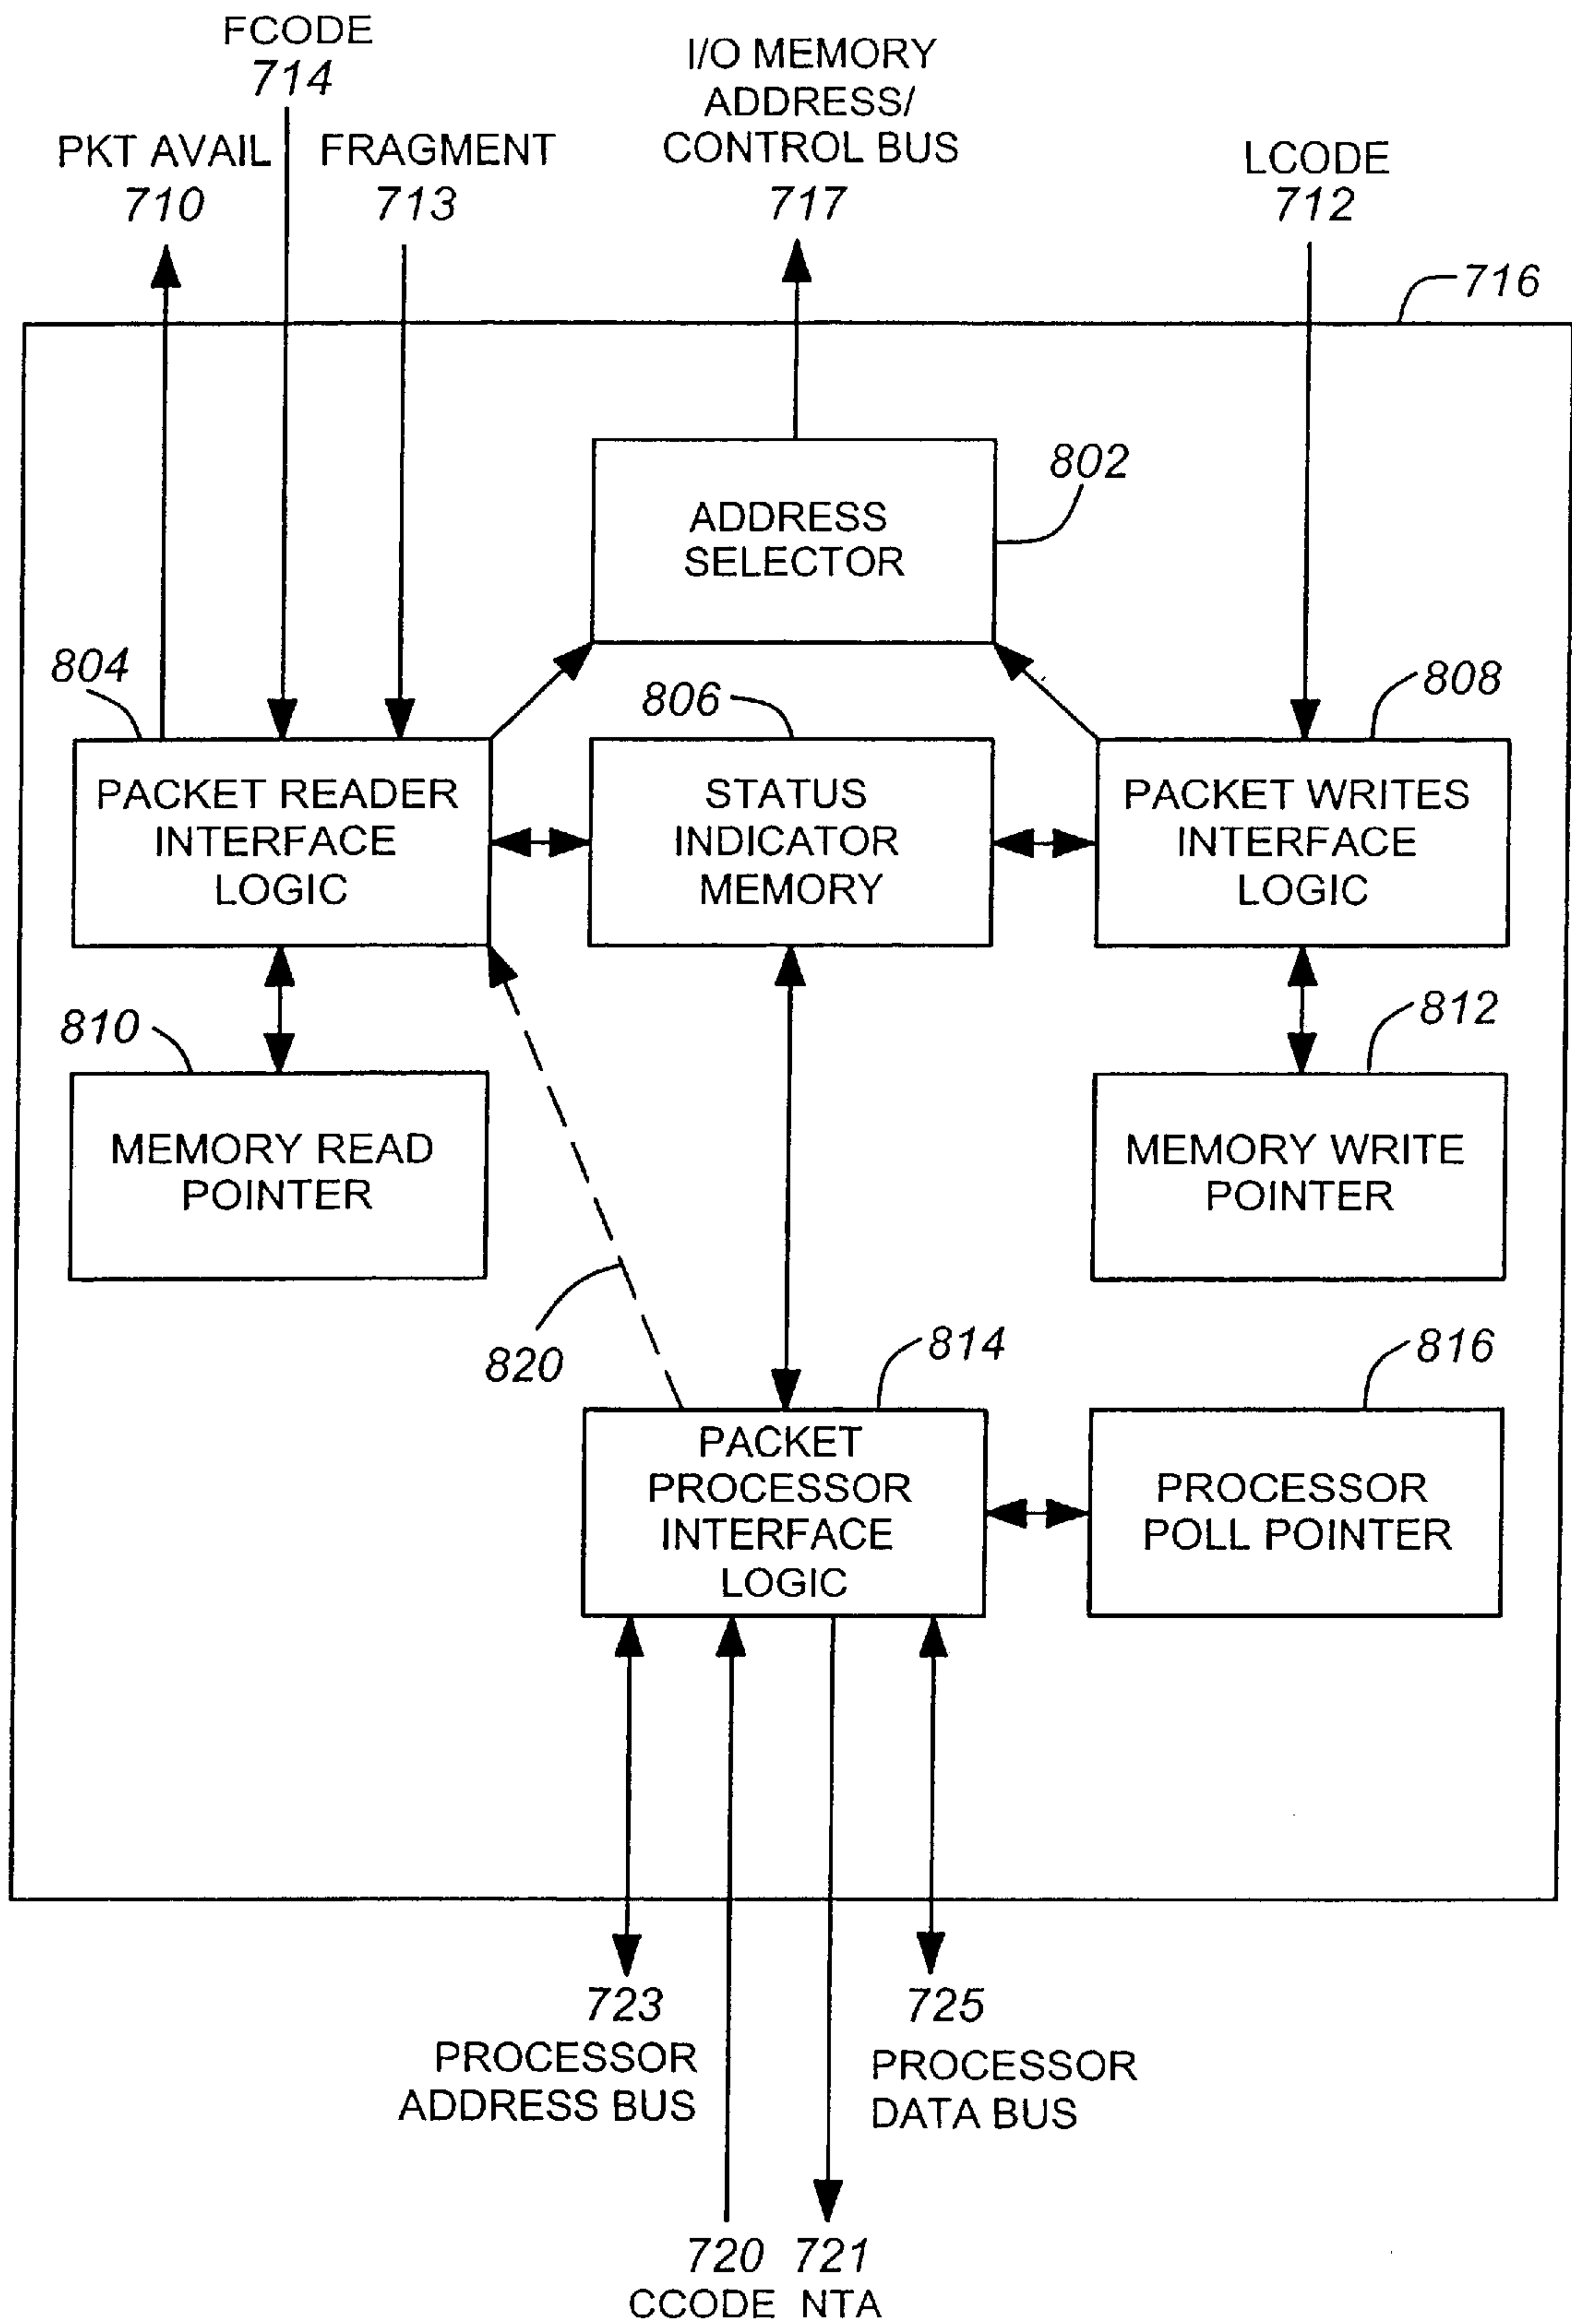 FCODE
714
PKT AVAIL
710
FRAGMENT
713
I/O MEMORY
ADDRESS/
CONTROL BUS
717
LCODE
712
716
ADDRESS
SELECTOR
802
804
PACKET READER
INTERFACE
LOGIC
806
STATUS
INDICATOR
MEMORY
808
PACKET WRITES
INTERFACE
LOGIC
810
MEMORY READ
POINTER
812
MEMORY WRITE
POINTER
820
814
PACKET
PROCESSOR
INTERFACE
LOGIC
816
PROCESSOR
POLL POINTER
723
PROCESSOR
ADDRESS BUS
725
PROCESSOR
DATA BUS
720
CCODE
721
NTA